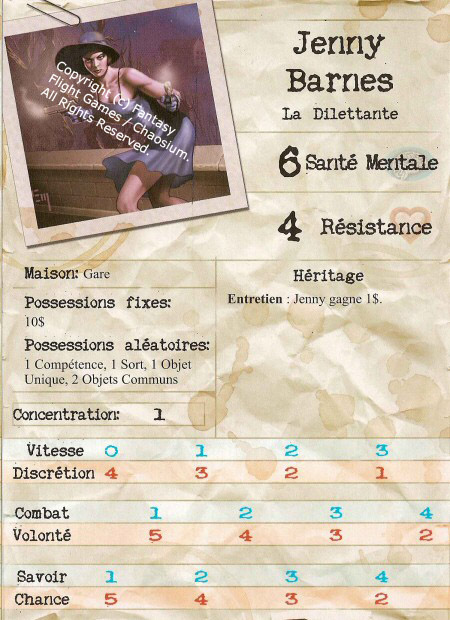 Copyright (c) Fantasy
Flight Games / Chaosium.
All Rights Reserved.
Jenny
Barnes
La Dilettante
6 Santé Mentale
4 Résistance
Maison: Gare
Possessions fixes:
10$
Possessions aléatoires:
1 Compétence, 1 Sort, 1 Objet
Unique, 2 Objets Communs
Héritage
Entretien : Jenny gagne 1$.
Concentration: 1
Vitesse 0 1 2 3
Discrétion 4 3 2 1
Combat 1 2 3 4
Volonté 5 4 3 2
Savoir 1 2 3 4
Chance 5 4 3 2